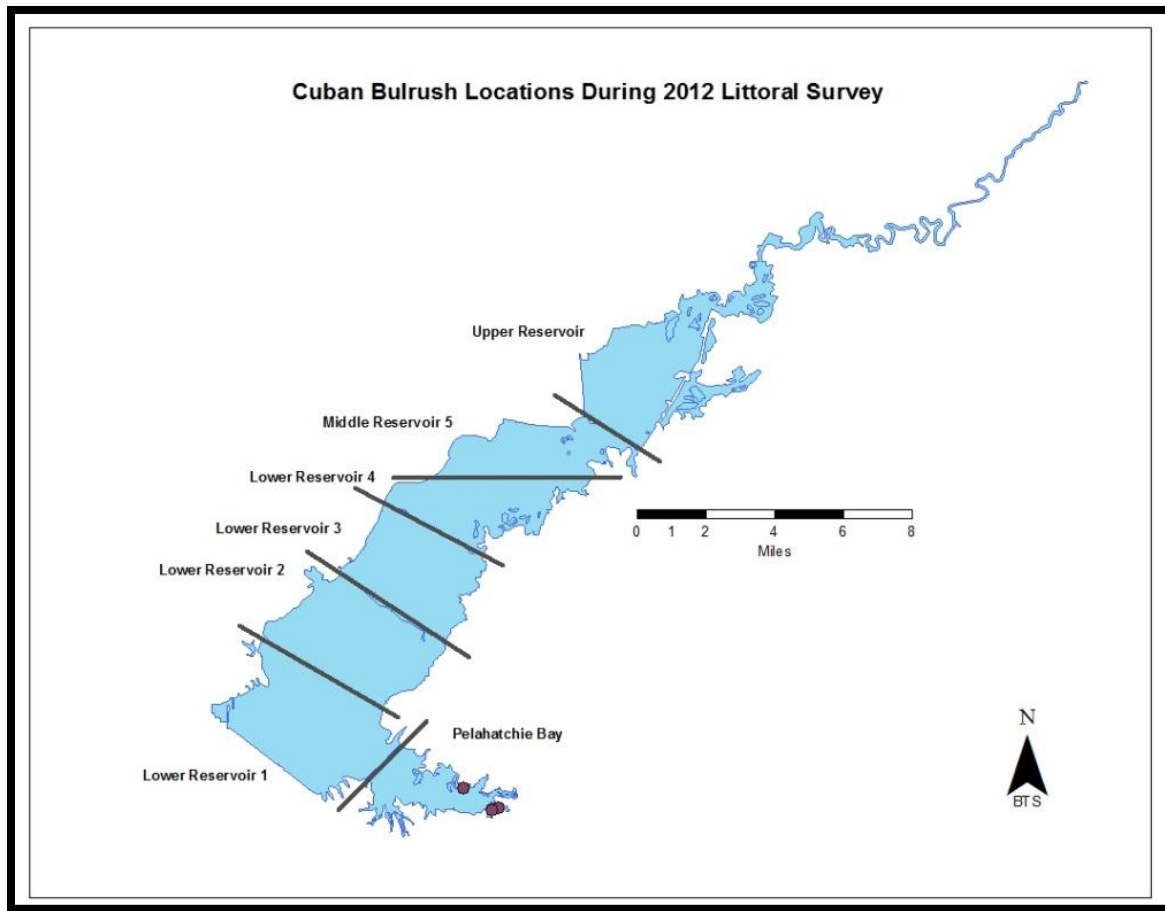 Cuban Bulrush Locations During 2012 Littoral Survey
Upper Reservoir
Middle Reservoir 5
Lower Reservoir 4
Lower Reservoir 3
Lower Reservoir 2
0 1 2 4 6 8
Miles
Pelahatchie Bay
Lower Reservoir 1
N
BTS